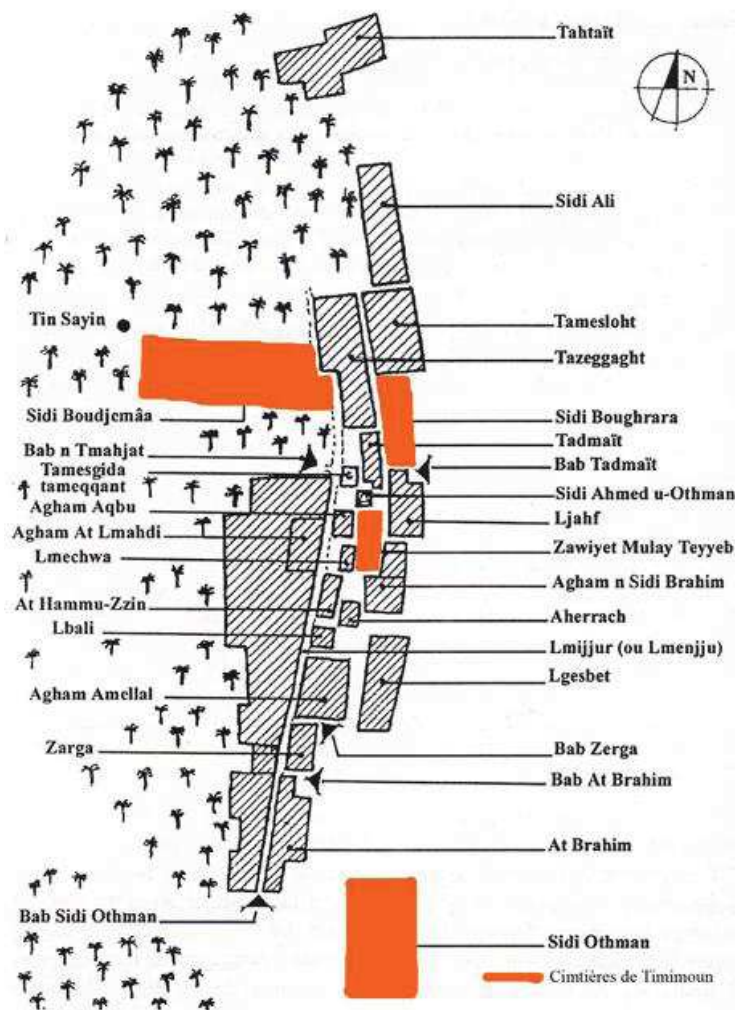 Tahtaït
N
Sidi Ali
Tin Sayin
Tamesloht
Tazeggaght
Sidi Boudjemâa
Sidi Boughrara
Bab n Tmahjat
Tadmaït
Tamesgida
tameqqant
Bab Tadmaït
Agham Aqbu
Sidi Ahmed u-Othman
Agham At Lmahdi
Ljahf
Lmechwa
Zawiyet Mulay Teyyeb
Agham n Sidi Brahim
At Hammu-Zzin
Aherrach
Lbali
Lmijjur (ou Lmenjju)
Agham Amellal
Lgesbet
Zarga
Bab Zerga
Bab At Brahim
At Brahim
Bab Sidi Othman
Sidi Othman
Cimtières de Timimoun